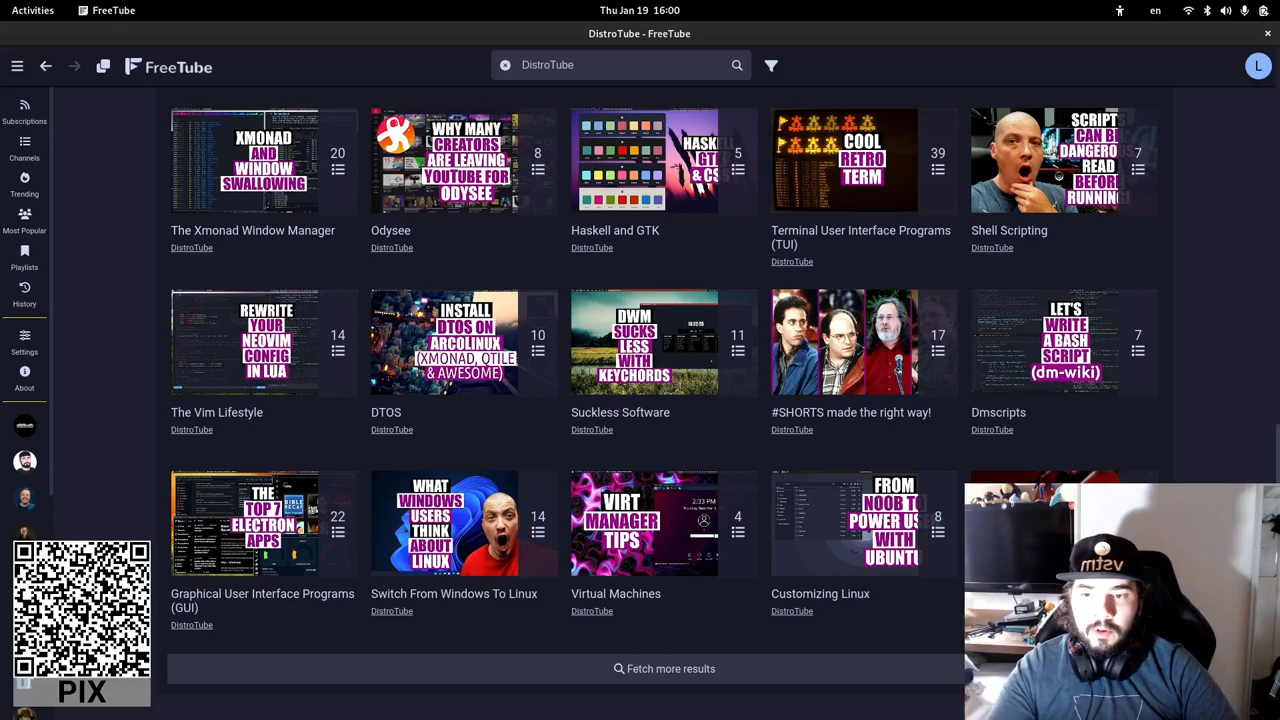 Activities
FreeTube
Thu Jan 19 16:00
en
DistroTube - FreeTube
FreeTube
DistroTube
L
Subscriptions
Channels
Trending
Most Popular
Playlists
History
Settings
About
XMONAD
AND
WINDOW
SWALLOWING
20
The Xmonad Window Manager
DistroTube
WHY MANY
CREATORS
ARE LEAVING
YOUTUBE FOR
ODYSEE
8
Odysee
DistroTube
5
Haskell and GTK
DistroTube
COOL
RETRO
TERM
39
Terminal User Interface Programs
(TUI)
DistroTube
SCRIPT
CAN BE
READ
BEFORE
7
Shell Scripting
DistroTube
REWRITE
YOUR
NEOVIM
CONFIG
IN LUA
14
The Vim Lifestyle
DistroTube
INSTALL
DTOS ON
ARCOLINUX
(XMONAD, QTILE
& AWESOME)
10
DTOS
DistroTube
DWM
SUCKS
LESS
WITH
KEYCHORDS
11
Suckless Software
DistroTube
17
#SHORTS made the right way!
DistroTube
LET'S
WRITE
A BASH
SCRIPT
(dm-wiki)
7
Dmscripts
DistroTube
THE
TOP 7
ELECTRON
APPS
22
Graphical User Interface Programs
(GUI)
DistroTube
WHAT
WINDOWS
USERS
THINK
ABOUT
LINUX
14
Switch From Windows To Linux
DistroTube
VIRT
MANAGER
TIPS
2:33 PM
4
Virtual Machines
DistroTube
FROM
NOOB TO
POWER US
WITH
UBUNTU
8
Customizing Linux
DistroTube
Fetch more results
PIX
vstm